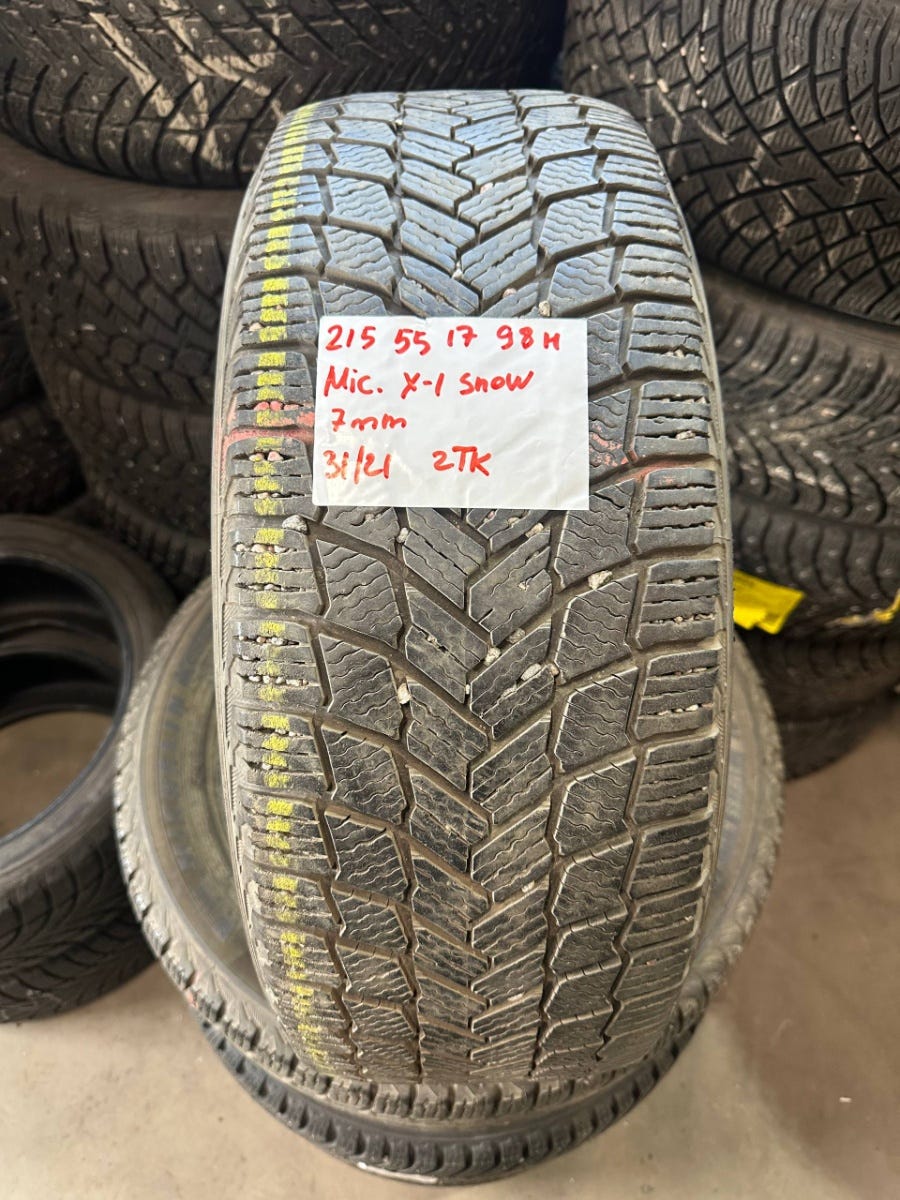 215 55 17 98H
Mic. X-1 snow
7mm
31/21 2TK